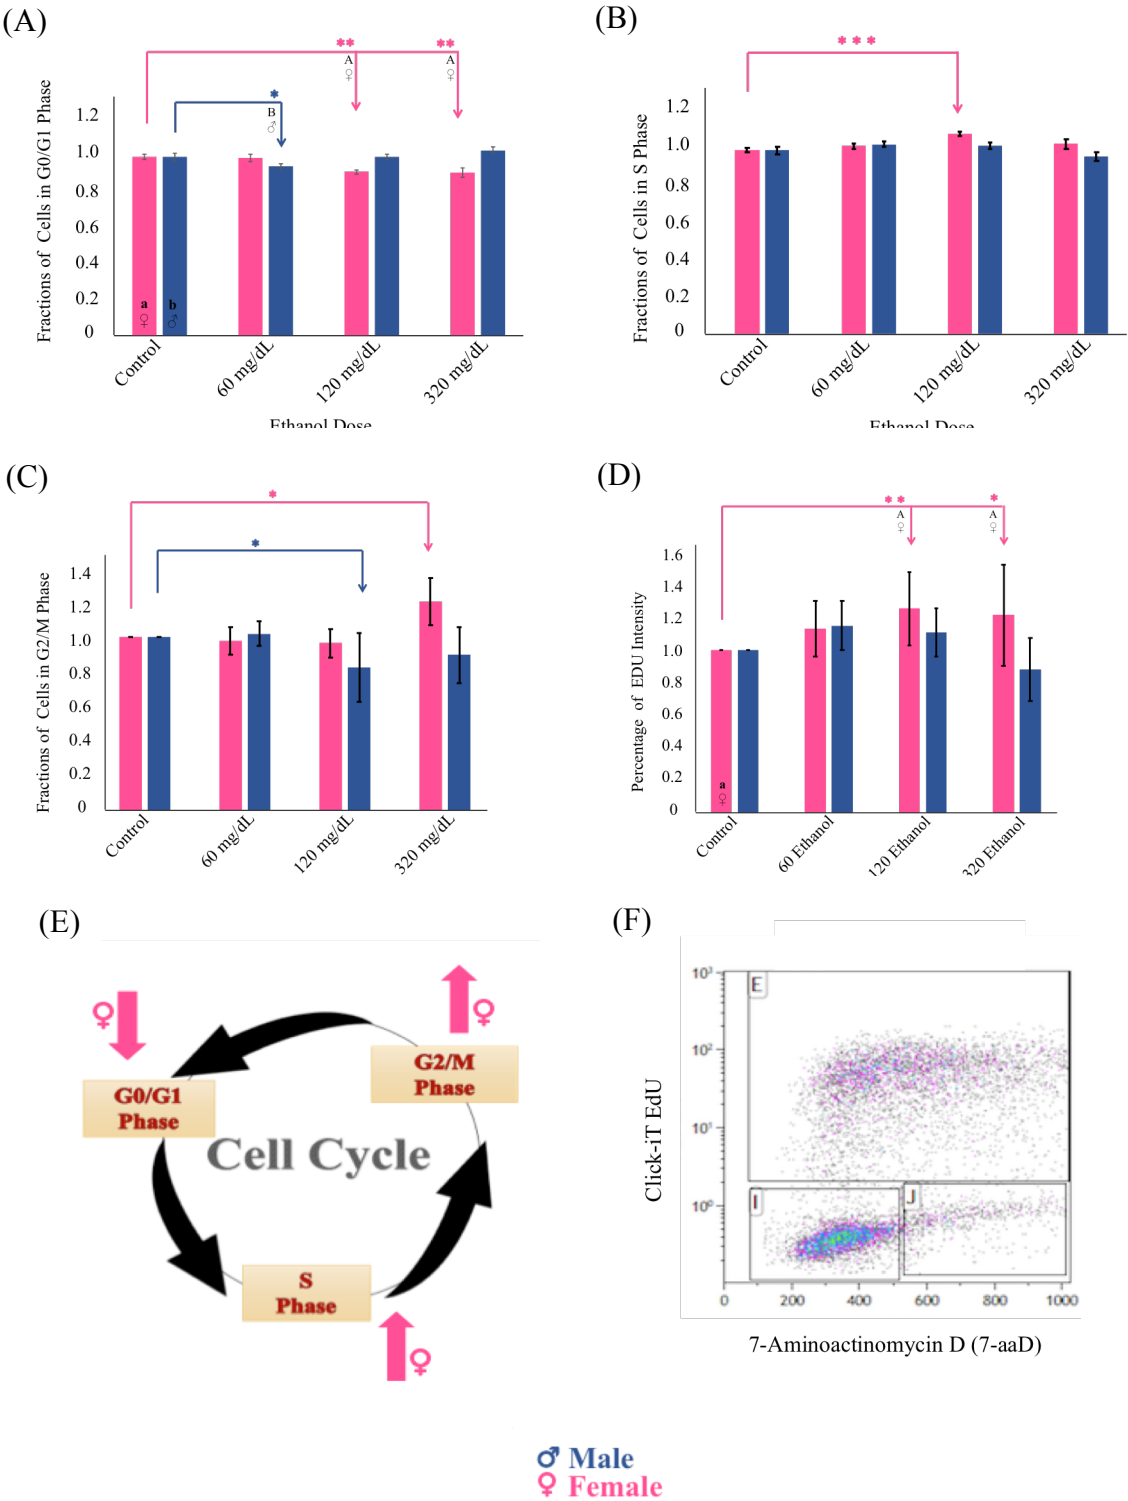 (A)
Fractions of Cells in G0/G1 Phase
1.2
1.0
0.8
0.6
0.4
0.2
0
** A ♀
** A ♀
* B ♂
a ♀
b ♂
Control
60 mg/dL
120 mg/dL
320 mg/dL
Ethanol Dose
(B)
Fractions of Cells in S Phase
1.2
1.0
0.8
0.6
0.4
0.2
0
***
Control
60 mg/dL
120 mg/dL
320 mg/dL
Ethanol Dose
(C)
Fractions of Cells in G2/M Phase
1.4
1.2
1.0
0.8
0.6
0.4
0.2
0
*
*
Control
60 mg/dL
120 mg/dL
320 mg/dL
(D)
Percentage of EDU Intensity
1.6
1.4
1.2
1.0
0.8
0.6
0.4
0.2
0
** A ♀
* A ♀
a ♀
Control
60 Ethanol
120 Ethanol
320 Ethanol
(E)
♀
♀
G2/M
Phase
G0/G1
Phase
Cell Cycle
S
Phase
♀
(F)
Click-iT EdU
10³
10²
10¹
10⁰
E
I
J
0 200 400 600 800 1000
7-Aminoactinomycin D (7-aaD)
♂ Male
♀ Female